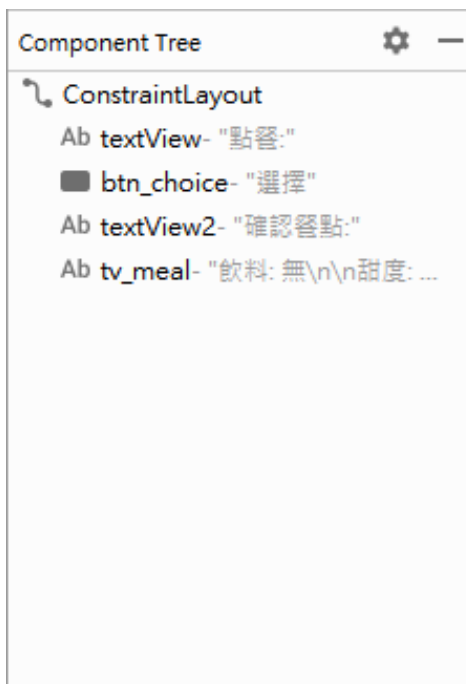 Component Tree
ConstraintLayout
Ab textView- "點餐:"
btn_choice- "選擇"
Ab textView2- "確認餐點:"
Ab tv_meal- "飲料: 無\n\n甜度: ...